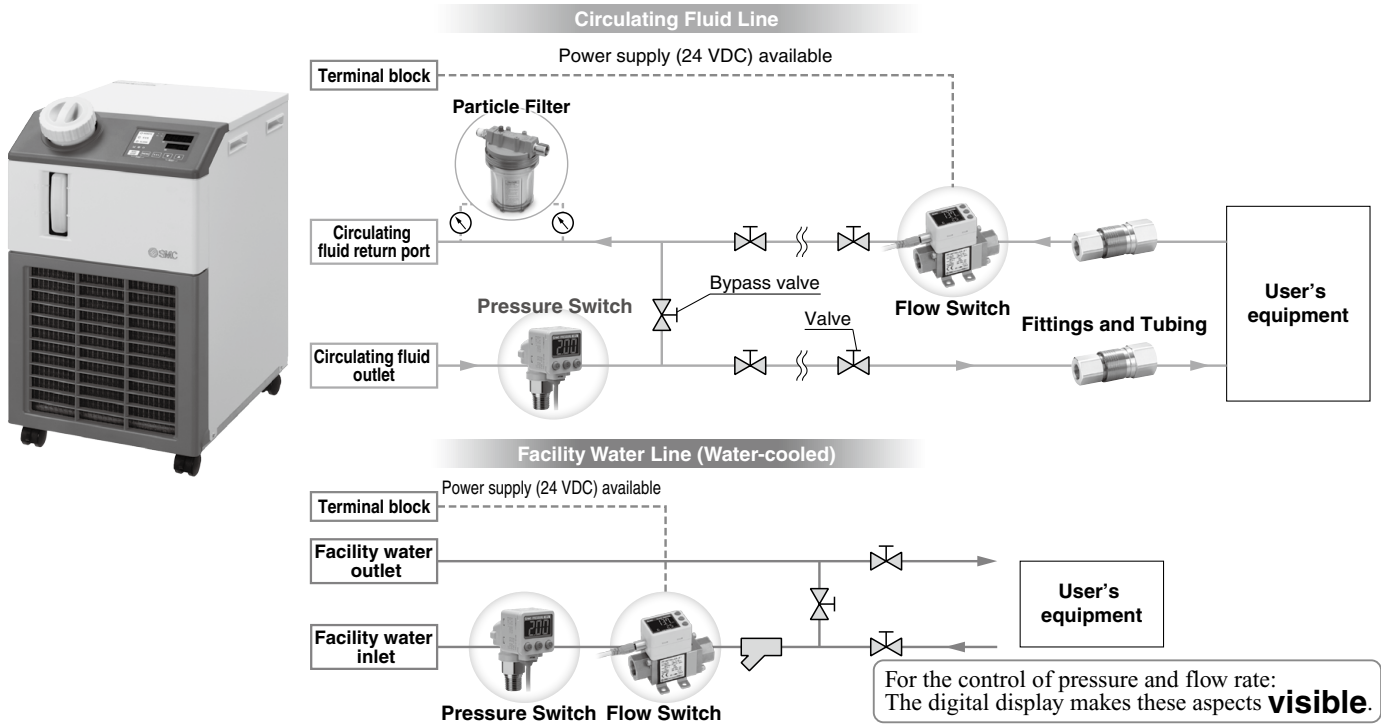 Circulating Fluid Line
Power supply (24 VDC) available
Terminal block
Particle Filter
Circulating
fluid return port
SMC
Bypass valve
Pressure Switch
Flow Switch
Valve
Fittings and Tubing
User's
equipment
Circulating fluid
outlet
200
Facility Water Line (Water-cooled)
Power supply (24 VDC) available
Terminal block
Facility water
outlet
User's
equipment
Facility water
inlet
200
Pressure Switch
Flow Switch
For the control of pressure and flow rate:
The digital display makes these aspects visible.